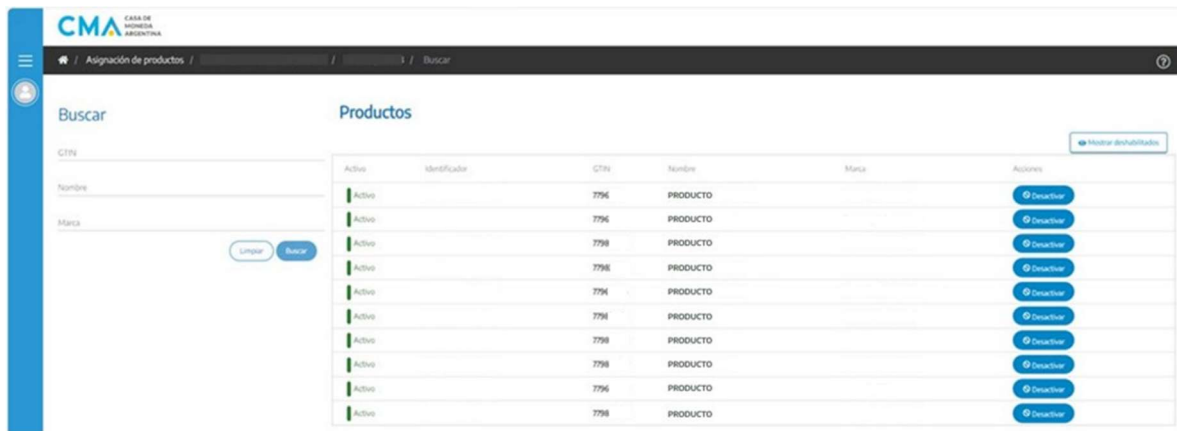 CMA CASA DE
MONEDA
ARGENTINA
/ Asignación de productos / / / Buscar
Buscar
GTIN
Nombre
Marca
Limpiar Buscar
Productos
Mostrar deshabilitados
Activo Identificador GTIN Nombre Marca Acciones
Activo 7796 PRODUCTO Desactivar
Activo 7796 PRODUCTO Desactivar
Activo 7798 PRODUCTO Desactivar
Activo 7798 PRODUCTO Desactivar
Activo 779 PRODUCTO Desactivar
Activo 779 PRODUCTO Desactivar
Activo 7798 PRODUCTO Desactivar
Activo 7798 PRODUCTO Desactivar
Activo 7796 PRODUCTO Desactivar
Activo 7798 PRODUCTO Desactivar